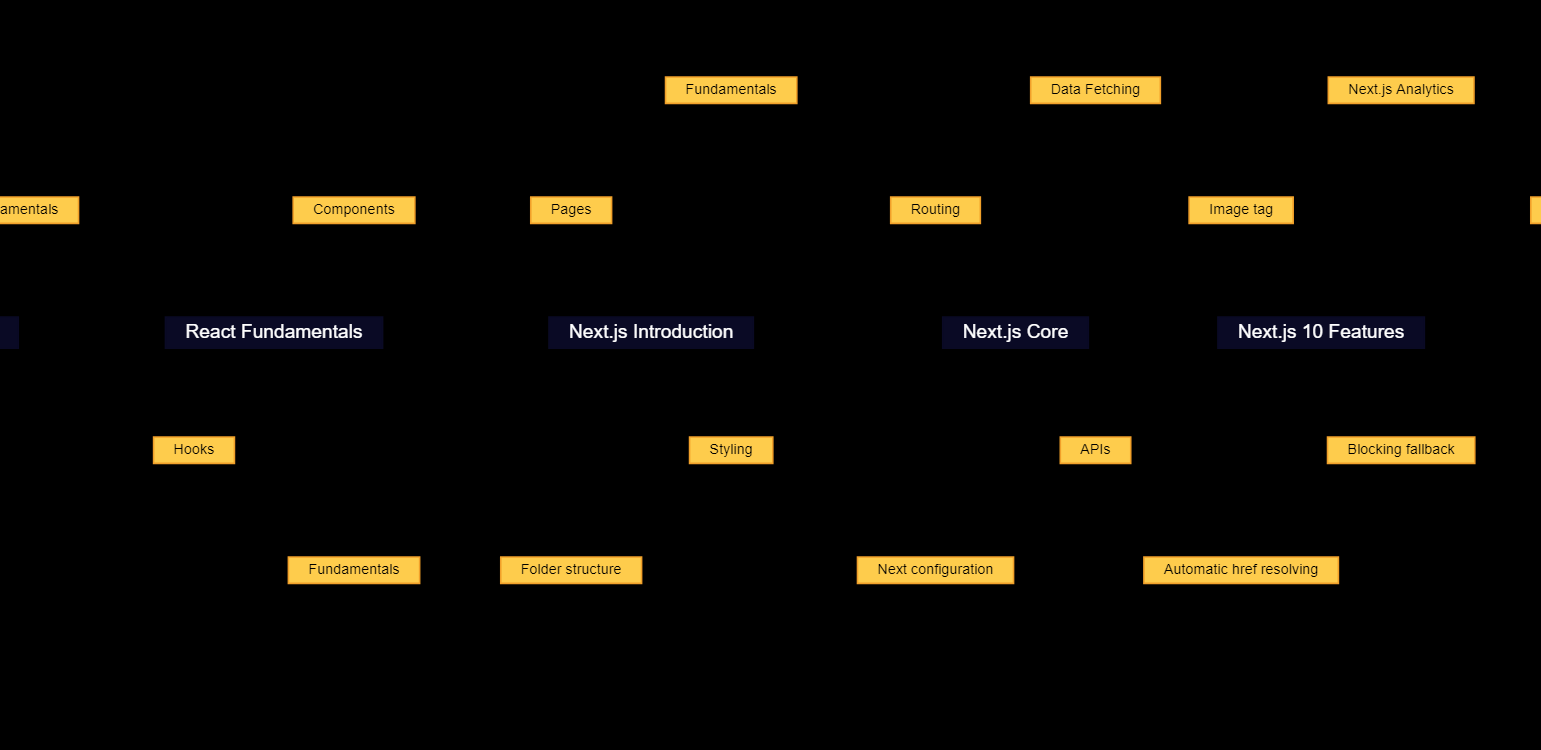 Fundamentals
Data Fetching
Next.js Analytics
amentals
Components
Pages
Routing
Image tag
React Fundamentals
Next.js Introduction
Next.js Core
Next.js 10 Features
Hooks
Styling
APIs
Blocking fallback
Fundamentals
Folder structure
Next configuration
Automatic href resolving